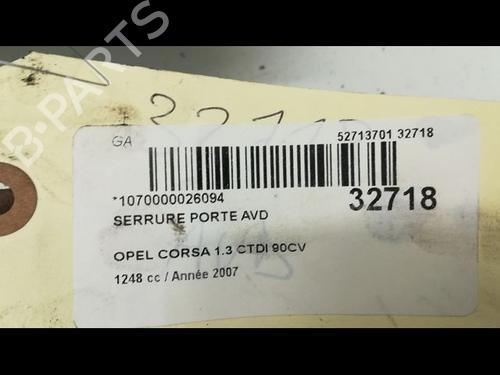 B-PARTS
32718
GA
52713701 32718
*1070000026094
32718
SERRURE PORTE AVD
OPEL CORSA 1.3 CTDI 90CV
1248 cc / Année 2007